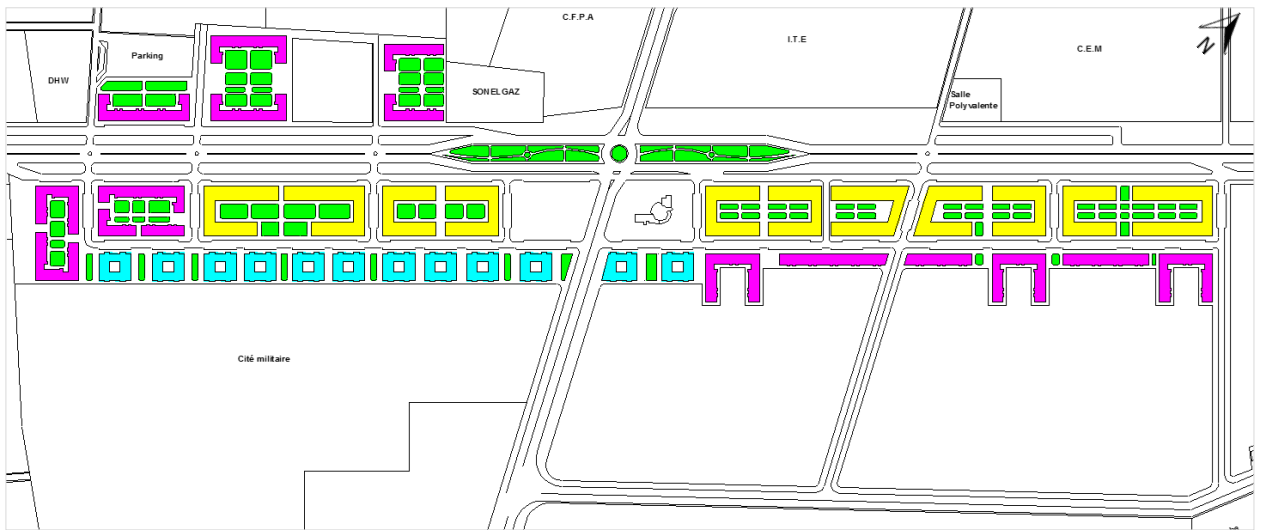 C.F.P.A
I.T.E
C.E.M
N
Parking
DHW
SONELGAZ
Salle
Polyvalente
Cité militaire